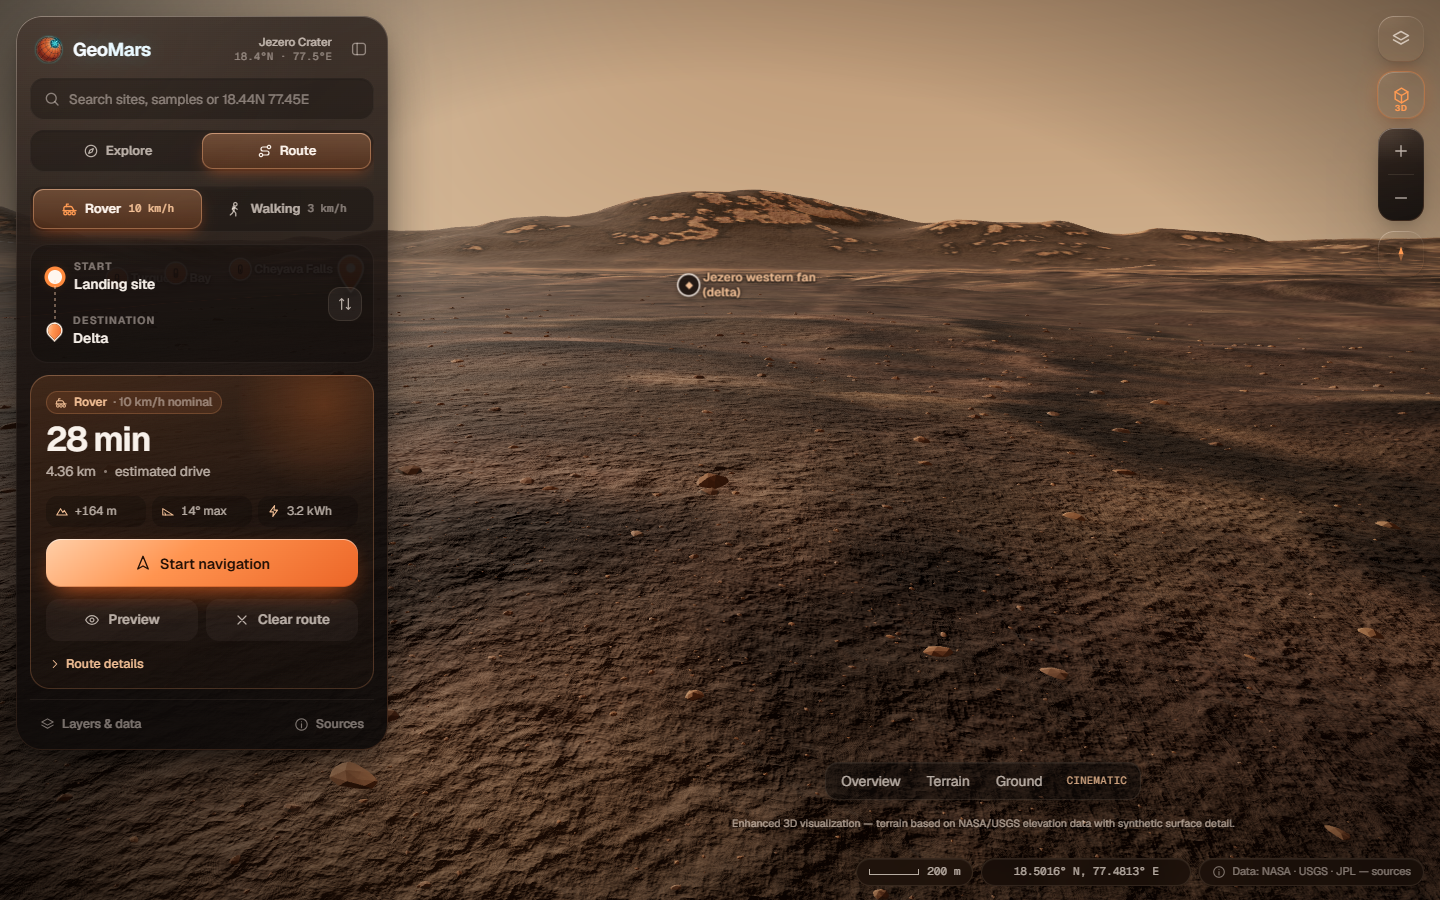 GeoMars
Jezero Crater
18.4°N · 77.5°E
Search sites, samples or 18.44N 77.45E
Explore
Route
Rover 10 km/h
Walking 3 km/h
START
Landing site
Bay
Cheyava Falls
DESTINATION
Delta
Rover · 10 km/h nominal
28 min
4.36 km · estimated drive
+164 m
14° max
3.2 kWh
Start navigation
Preview
Clear route
Route details
Layers & data
Sources
Jezero western fan
(delta)
3D
Overview
Terrain
Ground
CINEMATIC
Enhanced 3D visualization — terrain based on NASA/USGS elevation data with synthetic surface detail.
200 m
18.5016° N, 77.4813° E
Data: NASA · USGS · JPL — sources